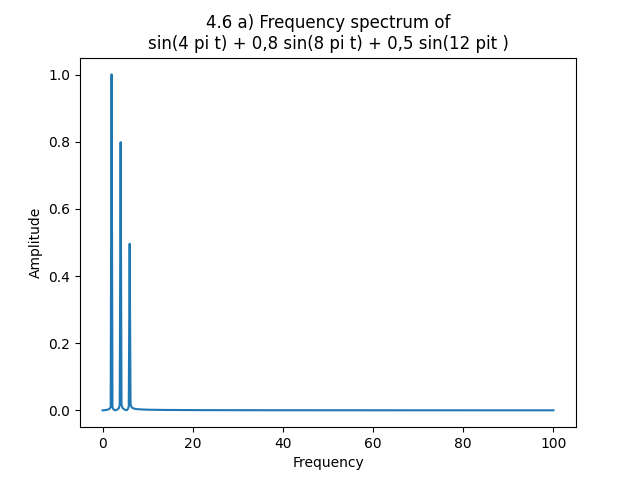 4.6 a) Frequency spectrum of
sin(4 pi t) + 0,8 sin(8 pi t) + 0,5 sin(12 pit )
1.0
0.8
0.6
0.4
0.2
0.0
Amplitude
0 20 40 60 80 100
Frequency